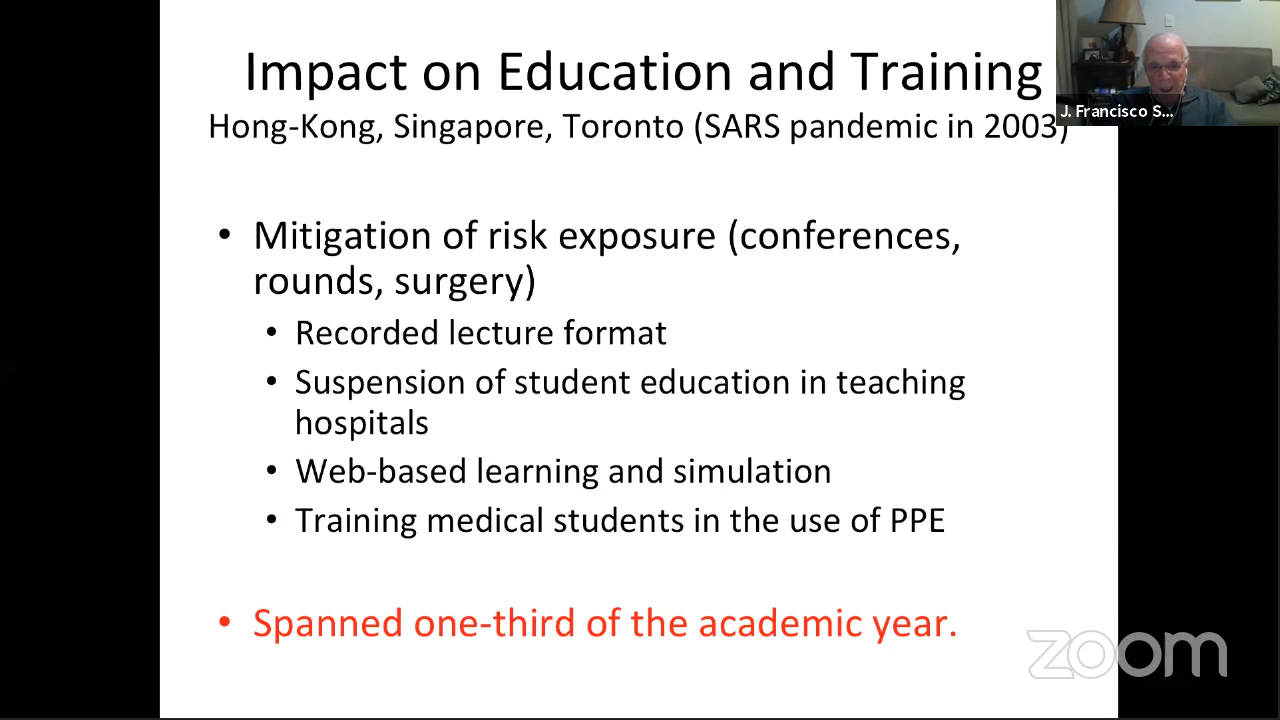 Impact on Education and Training
Hong-Kong, Singapore, Toronto (SARS pandemic in 2003)
J. Francisco S...
• Mitigation of risk exposure (conferences,
rounds, surgery)
• Recorded lecture format
• Suspension of student education in teaching
hospitals
• Web-based learning and simulation
• Training medical students in the use of PPE
• Spanned one-third of the academic year.
zoom